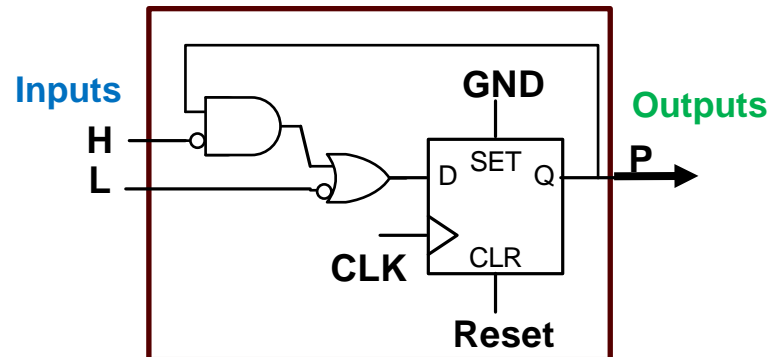 GND
Inputs
Outputs
H
P
L
D
SET
Q
CLK
CLR
Reset